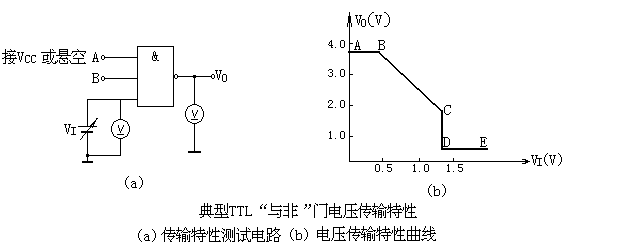 接VCC 或悬空 A
B
&
VO
VI
V
V
(a)
VO(V)
4.0
3.0
2.0
1.0
A
B
C
D
E
0.5
1.0
1.5
VI(V)
(b)
典型TTL“与非”门电压传输特性
(a)传输特性测试电路(b)电压传输特性曲线